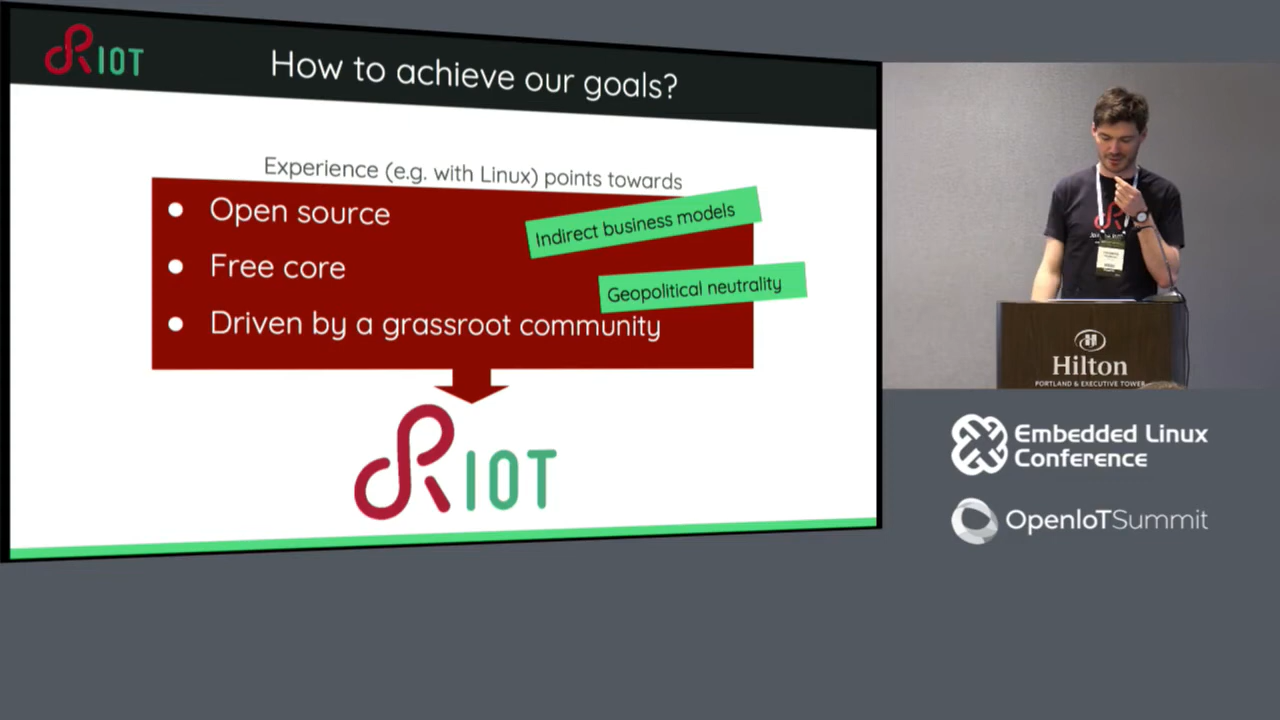 RIOT
How to achieve our goals?
Experience (e.g. with Linux) points towards
● Open source
Indirect business models
● Free core
Geopolitical neutrality
● Driven by a grassroot community
RIOT
Hilton
PORTLAND & EXECUTIVE TOWER
Embedded Linux
Conference
OpenIoTSummit